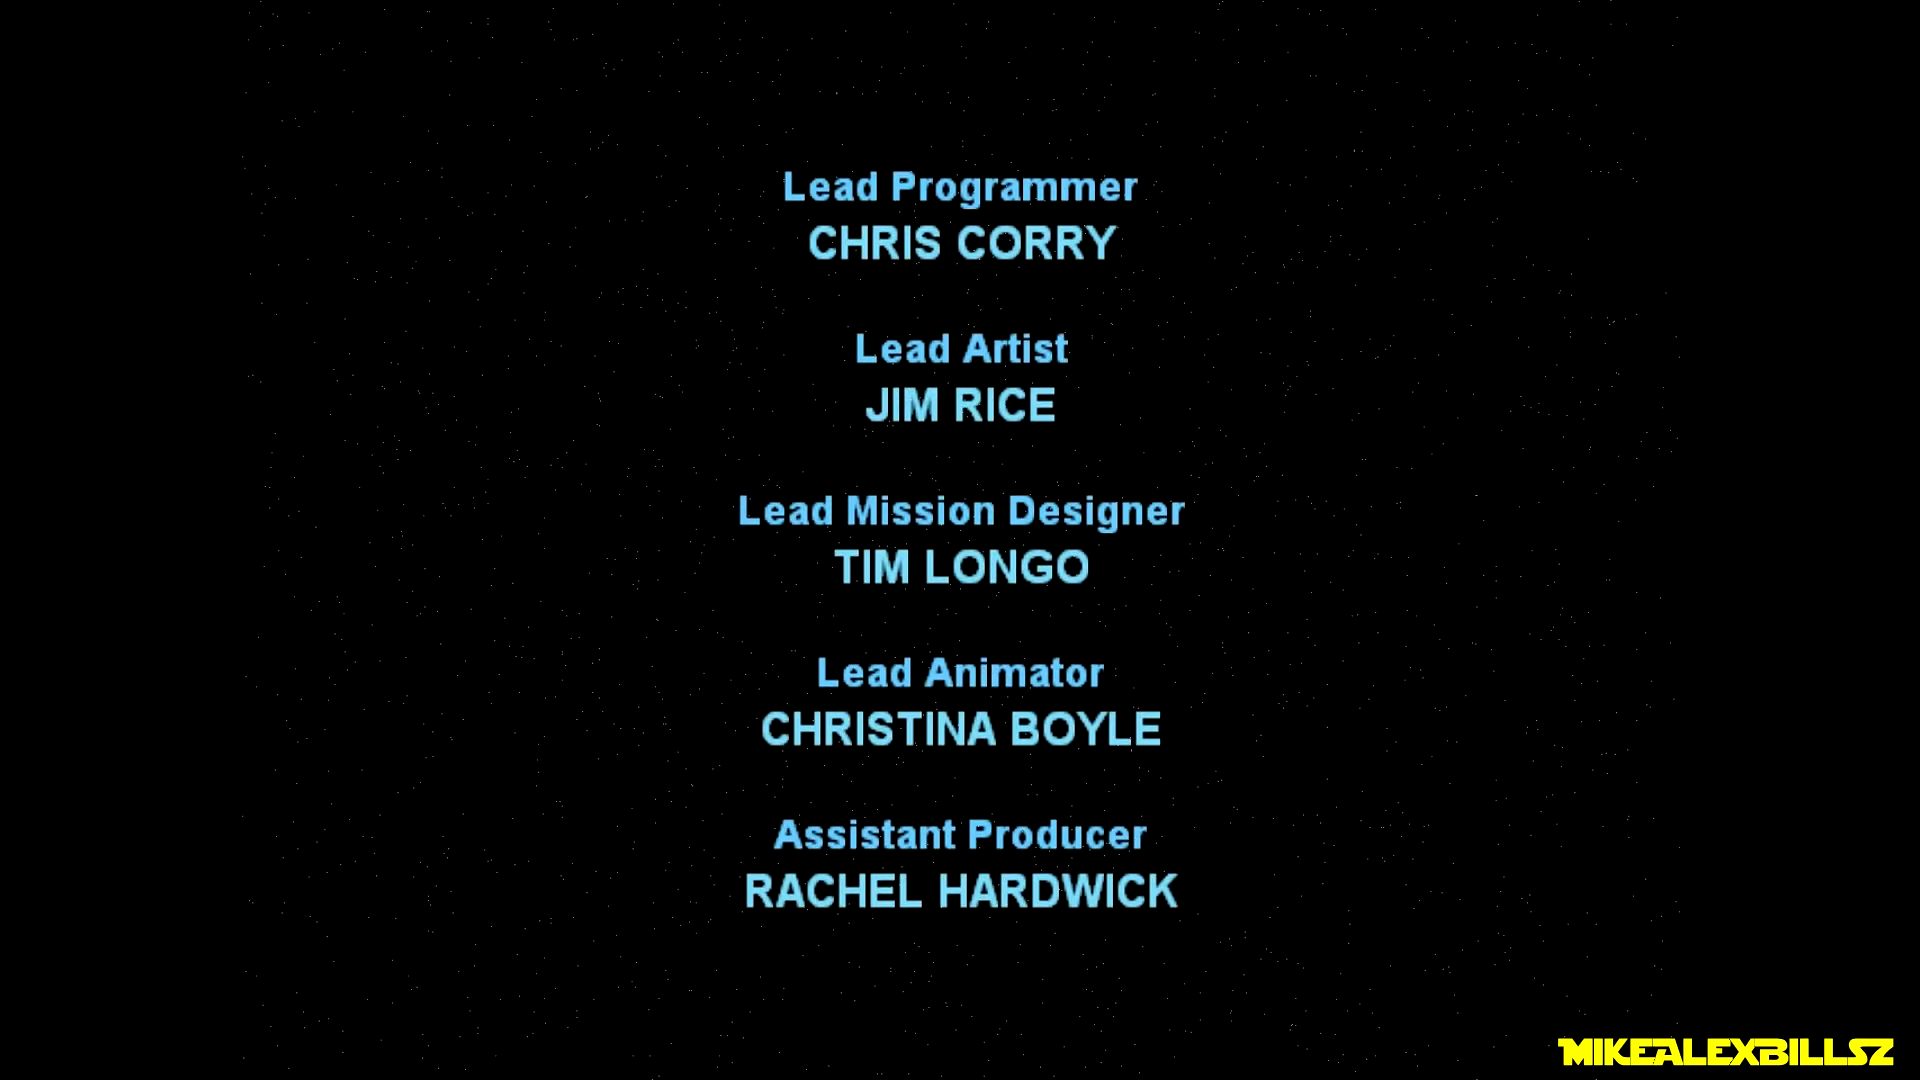 Lead Programmer
CHRIS CORRY
Lead Artist
JIM RICE
Lead Mission Designer
TIM LONGO
Lead Animator
CHRISTINA BOYLE
Assistant Producer
RACHEL HARDWICK
MIKEALEXBILLSZ